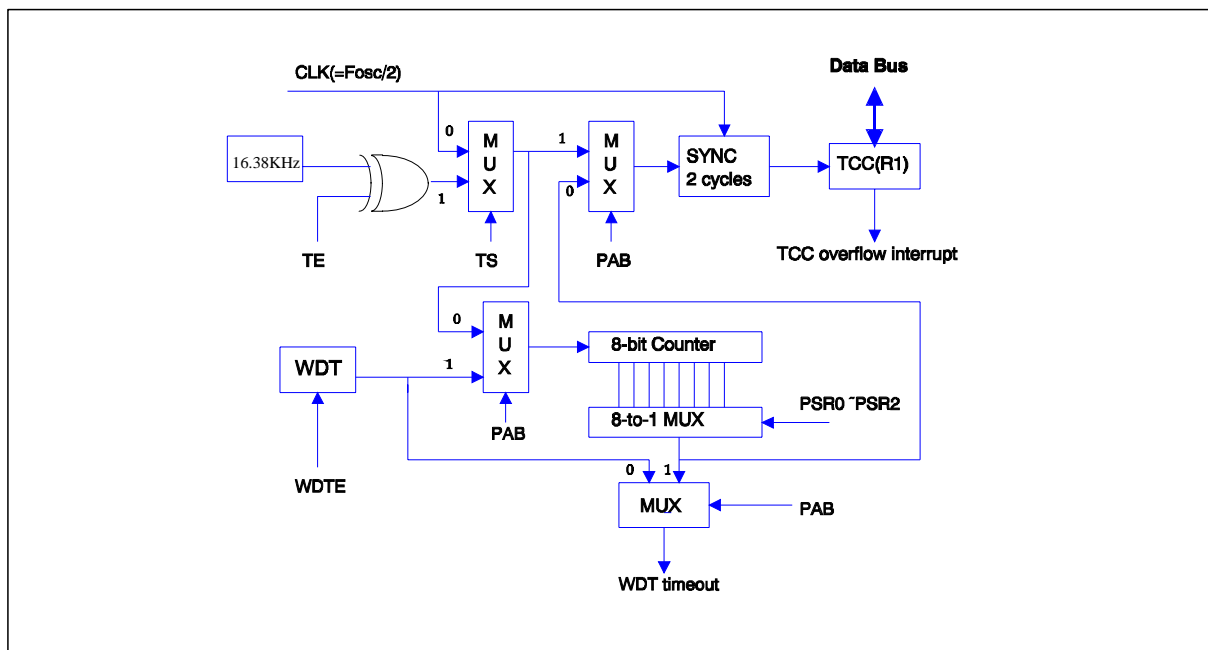 CLK(=Fosc/2)
Data Bus
0
M
U
X
1
M
U
X
SYNC
2 cycles
TCC(R1)
16.38KHz
1
0
TE
TS
PAB
TCC overflow interrupt
0
M
U
X
8-bit Counter
WDT
1
PSR0 ~PSR2
8-to-1 MUX
PAB
WDTE
0
1
MUX
PAB
WDT timeout